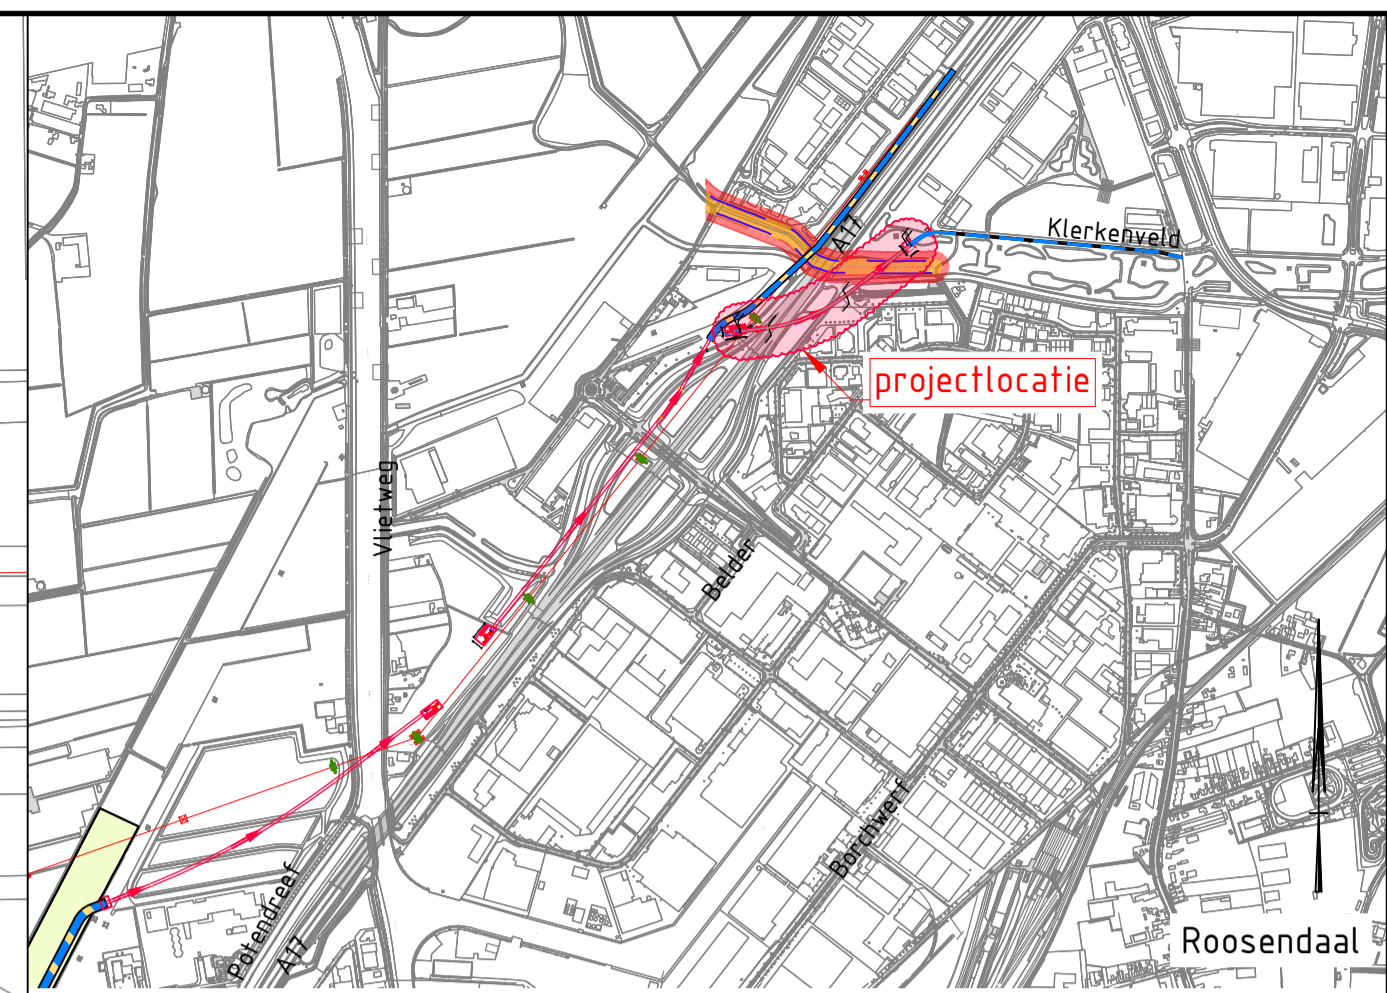 A17
Klerkenveld
projectlocatie
Vlietweg
Belder
Borchwerf
Potendreef
A17
Roosendaal